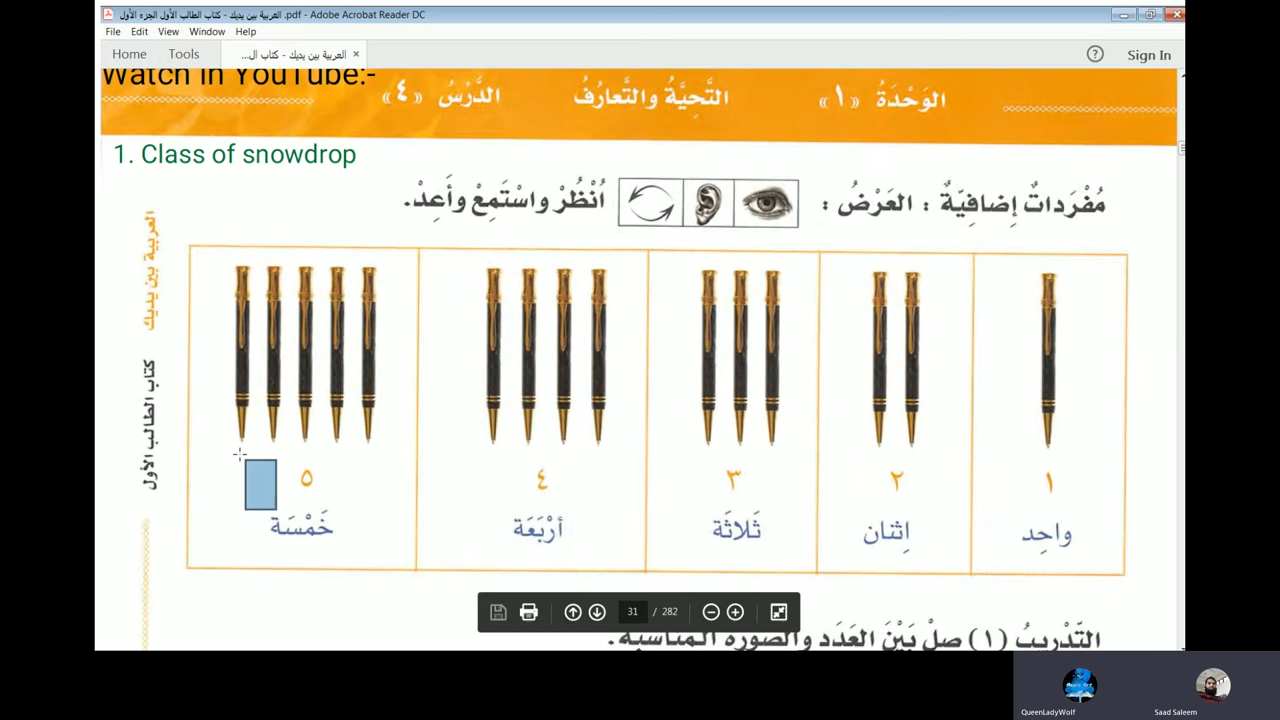 العربية بين يديك - كتاب الطالب الأول الجزء الأول .pdf - Adobe Acrobat Reader DC
File Edit View Window Help
Home Tools العربية بين يديك - كتاب ال... × ? Sign In
Watch in YouTube:-
الوَحْدَةُ «١» التَّحِيَّةُ والتَّعارُفُ الدَّرْسُ «٤»
1. Class of snowdrop
مُفْرَداتٌ إِضافِيّةٌ : العَرْضُ : اُنْظُرْ واسْتَمِعْ وأَعِدْ.
١ ٢ ٣ ٤ ٥
واحِد اِثنان ثَلاثَة أرْبَعَة خَمْسَة
العربية بين يديك
كتاب الطالب الأول
31 / 282
التّدْرِيبُ (١) صِلْ بَيْنَ العَدَدِ والصّورَةِ المُناسِبَةِ.
QueenLadyWolf
Saad Saleem